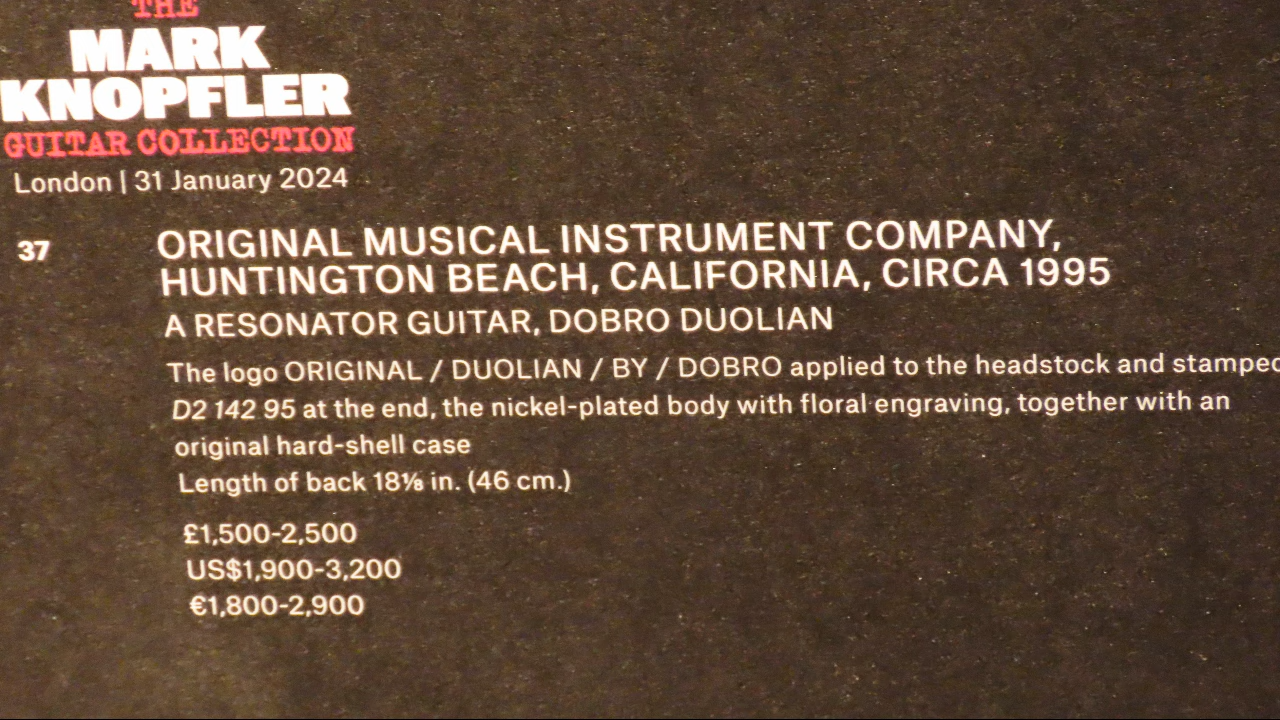 THE
MARK
KNOPFLER
GUITAR COLLECTION
London | 31 January 2024
37
ORIGINAL MUSICAL INSTRUMENT COMPANY,
HUNTINGTON BEACH, CALIFORNIA, CIRCA 1995
A RESONATOR GUITAR, DOBRO DUOLIAN
The logo ORIGINAL / DUOLIAN / BY / DOBRO applied to the headstock and stamped
D2 142 95 at the end, the nickel-plated body with floral engraving, together with an
original hard-shell case
Length of back 18⅛ in. (46 cm.)
£1,500-2,500
US$1,900-3,200
€1,800-2,900